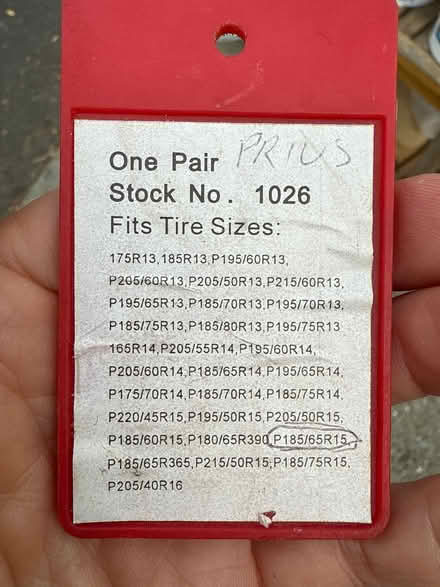 One Pair PRIUS
Stock No. 1026
Fits Tire Sizes:
175R13,185R13,P195/60R13,
P205/60R13,P205/50R13,P215/60R13,
P195/65R13,P185/70R13,P195/70R13,
P185/75R13,P185/80R13,P195/75R13
165R14,P205/55R14,P195/60R14,
P205/60R14,P185/65R14,P195/65R14,
P175/70R14,P185/70R14,P185/75R14,
P220/45R15,P195/50R15,P205/50R15,
P185/60R15,P180/65R390,P185/65R15,
P185/65R365,P215/50R15,P185/75R15,
P205/40R16